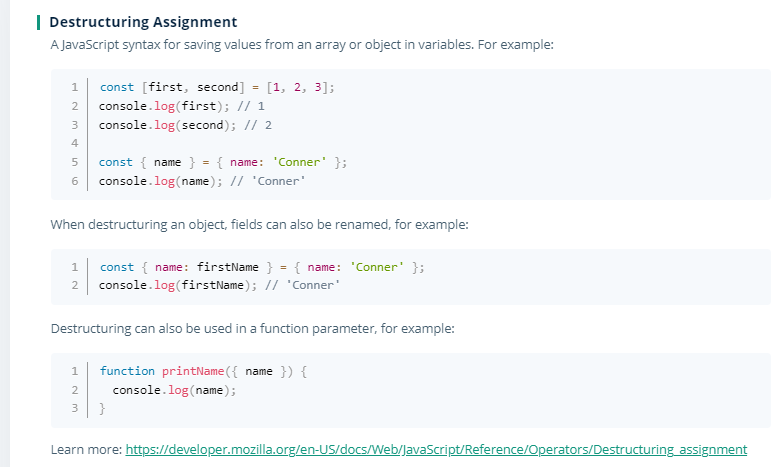 Destructuring Assignment
A JavaScript syntax for saving values from an array or object in variables. For example:
1 const [first, second] = [1, 2, 3];
2 console.log(first); // 1
3 console.log(second); // 2
4
5 const { name } = { name: 'Conner' };
6 console.log(name); // 'Conner'
When destructuring an object, fields can also be renamed, for example:
1 const { name: firstName } = { name: 'Conner' };
2 console.log(firstName); // 'Conner'
Destructuring can also be used in a function parameter, for example:
1 function printName({ name }) {
2   console.log(name);
3 }
Learn more: https://developer.mozilla.org/en-US/docs/Web/JavaScript/Reference/Operators/Destructuring_assignment